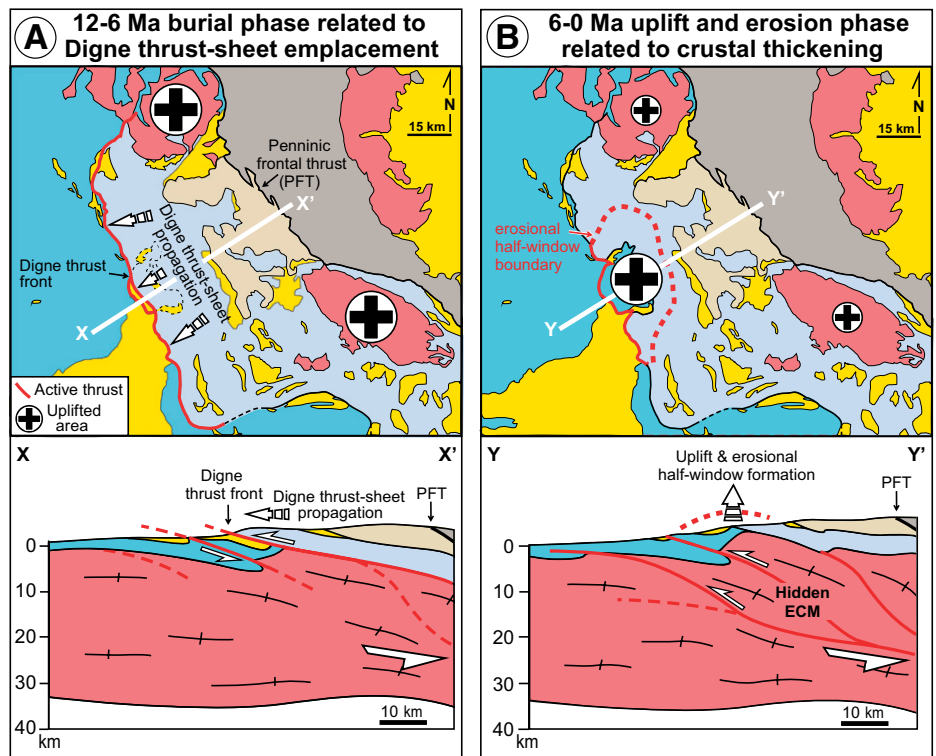 A
12-6 Ma burial phase related to
Digne thrust-sheet emplacement
N
15 km
Penninic
frontal thrust
(PFT)
X'
Digne thrust-sheet
propagation
Digne thrust
front
X
Active thrust
Uplifted
area
X
X'
Digne
thrust front
Digne thrust-sheet
propagation
PFT
0
10
20
30
40
km
10 km
B
6-0 Ma uplift and erosion phase
related to crustal thickening
N
15 km
Y'
erosional
half-window
boundary
Y
Y
Y'
Uplift & erosional
half-window formation
PFT
0
10
20
30
40
km
Hidden
ECM
10 km